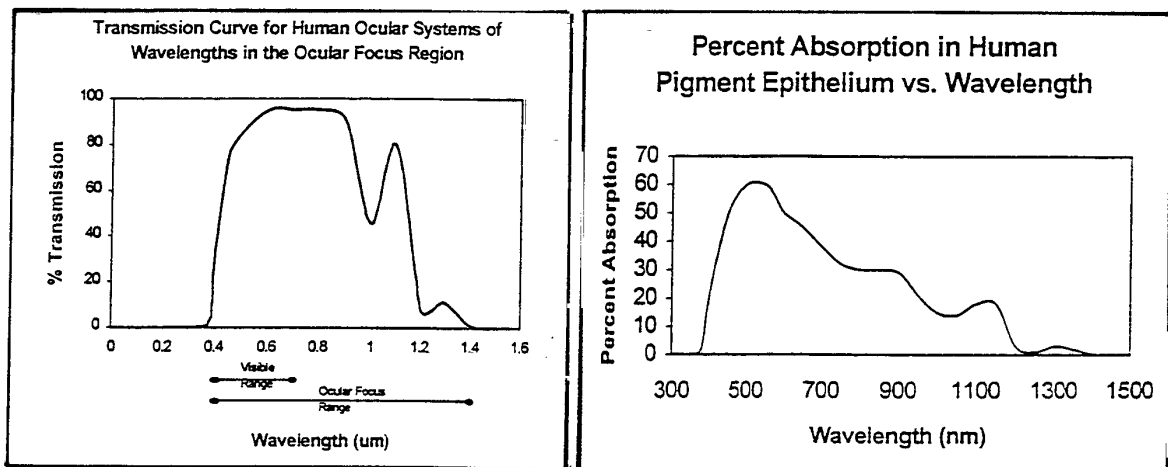 Transmission Curve for Human Ocular Systems of
Wavelengths in the Ocular Focus Region
% Transmission
100
80
60
40
20
0
0 0.2 0.4 0.6 0.8 1 1.2 1.4 1.6
Visible
Range
Ocular Focus
Range
Wavelength (um)
Percent Absorption in Human
Pigment Epithelium vs. Wavelength
Percent Absorption
70
60
50
40
30
20
10
0
300 500 700 900 1100 1300 1500
Wavelength (nm)